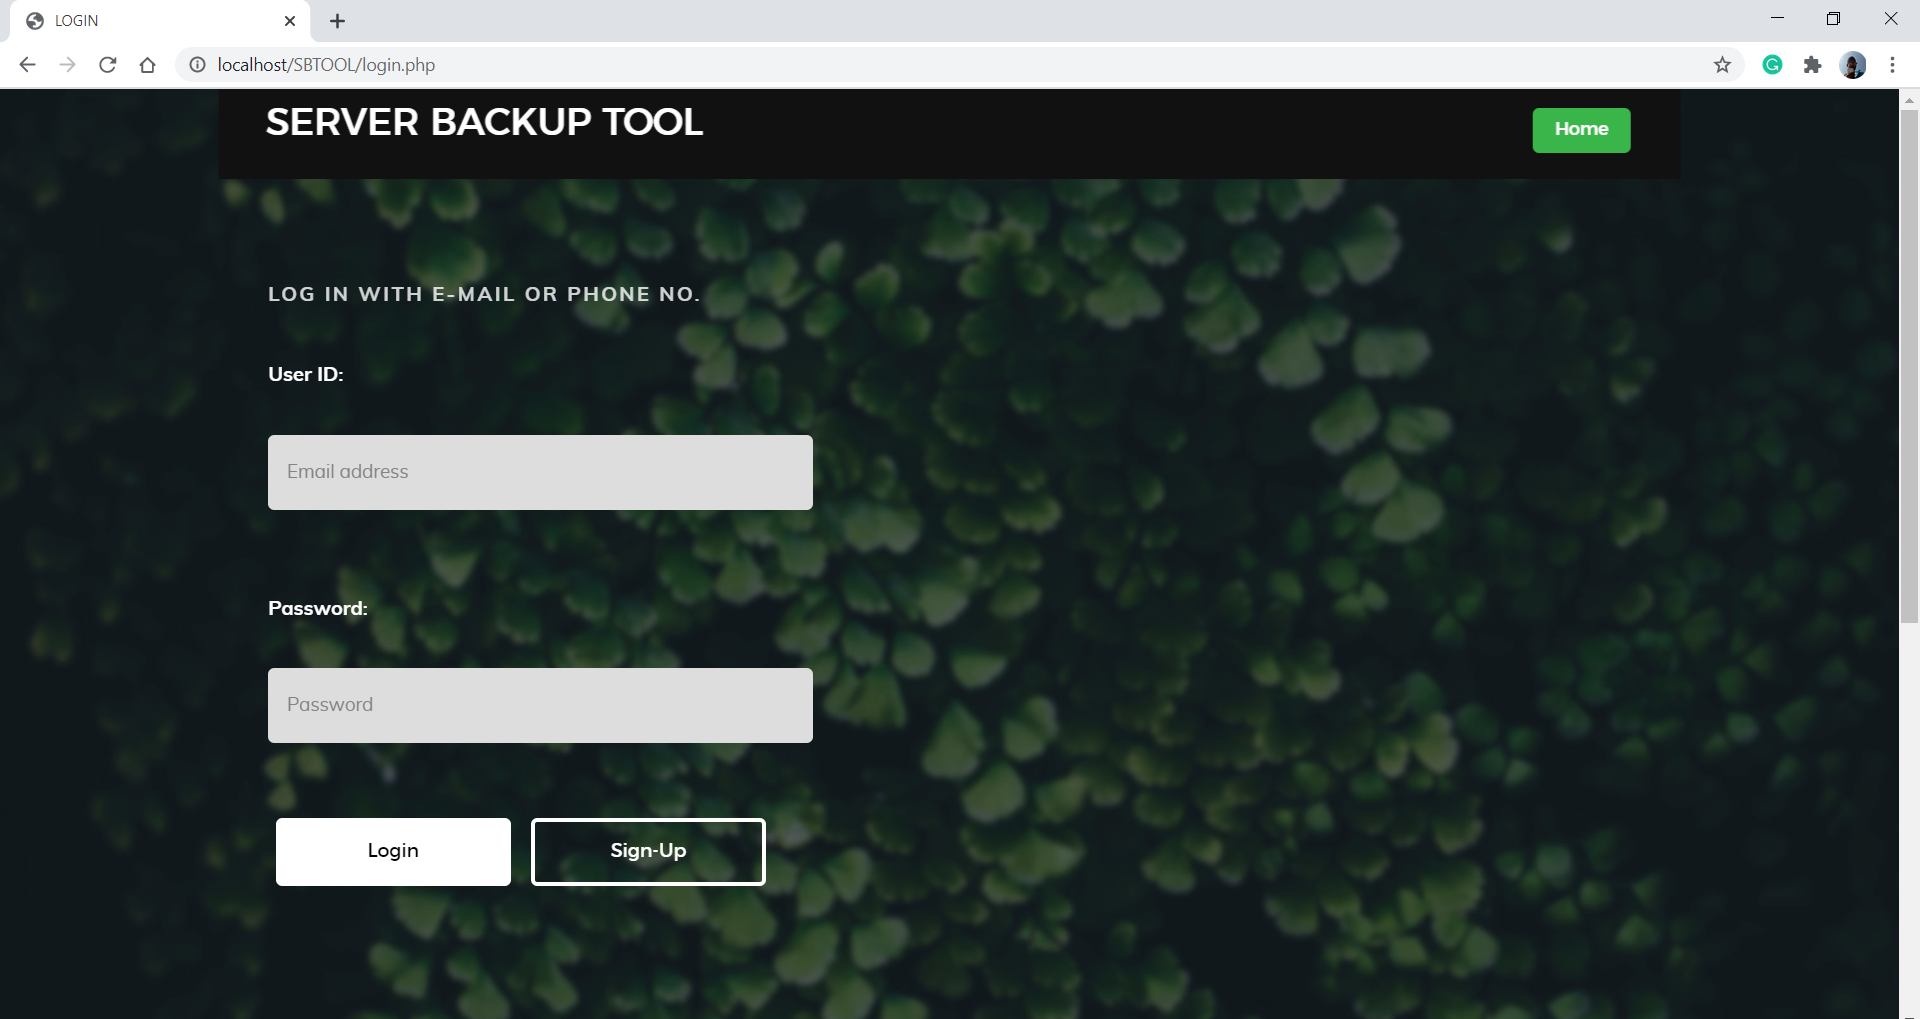 LOGIN
localhost/SBTOOL/login.php
SERVER BACKUP TOOL
Home
LOG IN WITH E-MAIL OR PHONE NO.
User ID:
Email address
Password:
Password
Login
Sign-Up